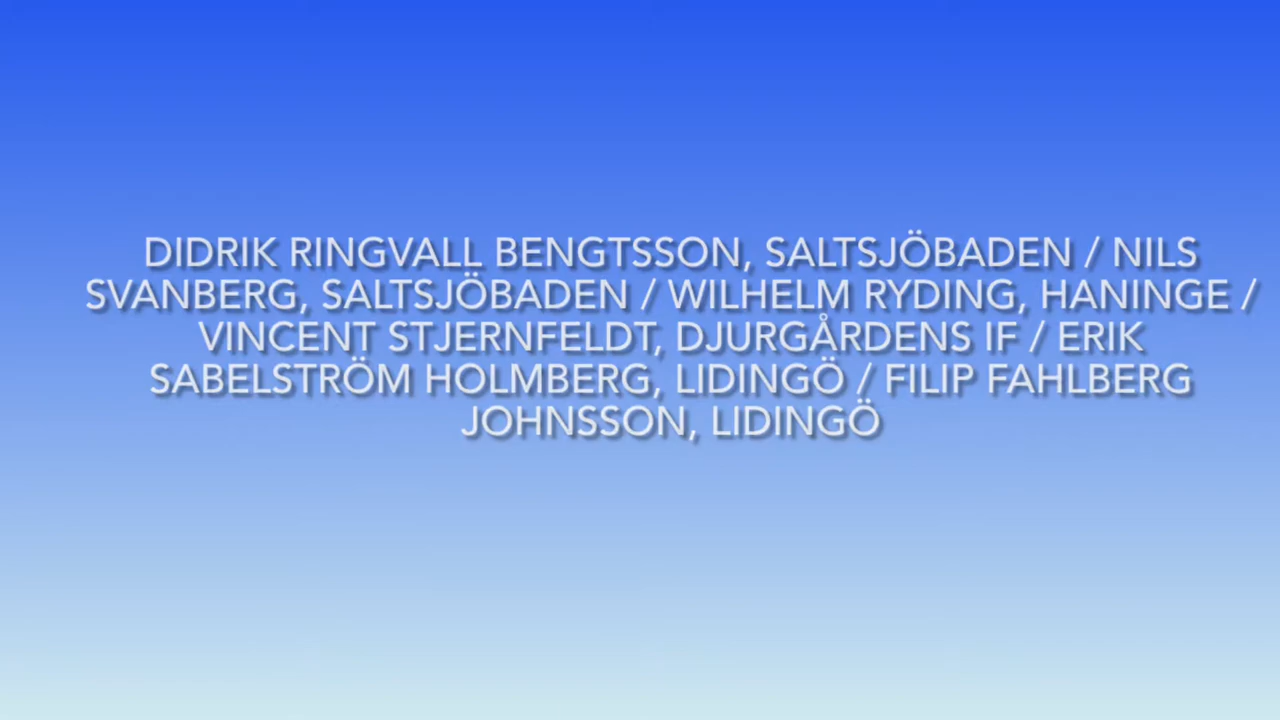 DIDRIK RINGVALL BENGTSSON, SALTSJÖBADEN / NILS
SVANBERG, SALTSJÖBADEN / WILHELM RYDING, HANINGE /
VINCENT STJERNFELDT, DJURGÅRDENS IF / ERIK
SABELSTRÖM HOLMBERG, LIDINGÖ / FILIP FAHLBERG
JOHNSSON, LIDINGÖ